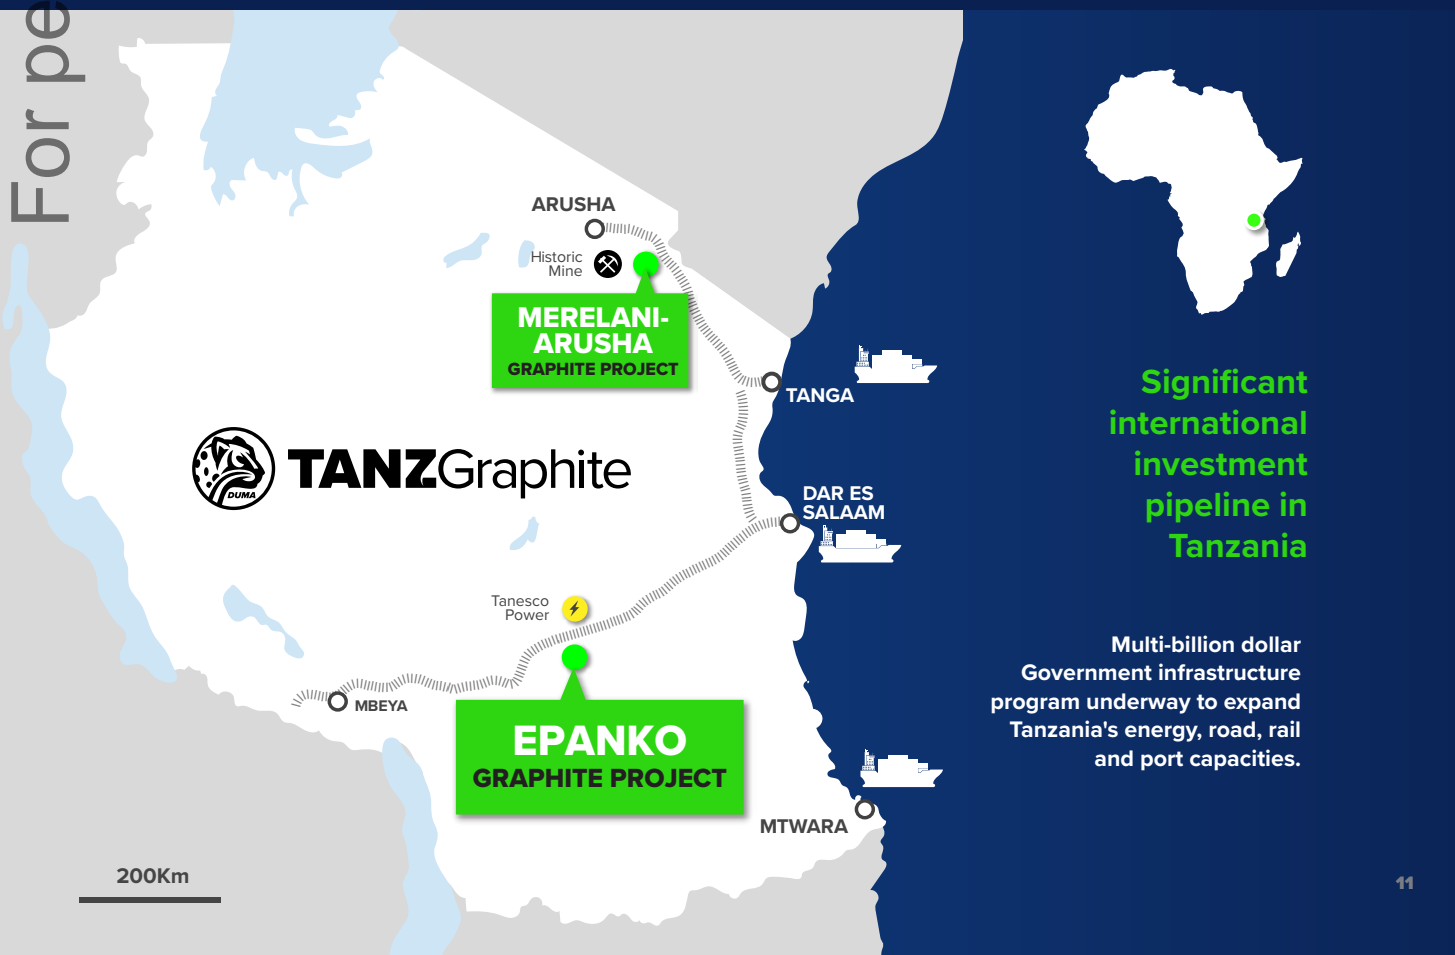 For pe
ARUSHA
Historic
Mine
MERELANI-
ARUSHA
GRAPHITE PROJECT
TANGA
DUMA
TANZGraphite
DAR ES
SALAAM
Tanesco
Power
MBEYA
EPANKO
GRAPHITE PROJECT
MTWARA
200Km
Significant
international
investment
pipeline in
Tanzania
Multi-billion dollar
Government infrastructure
program underway to expand
Tanzania's energy, road, rail
and port capacities.
11